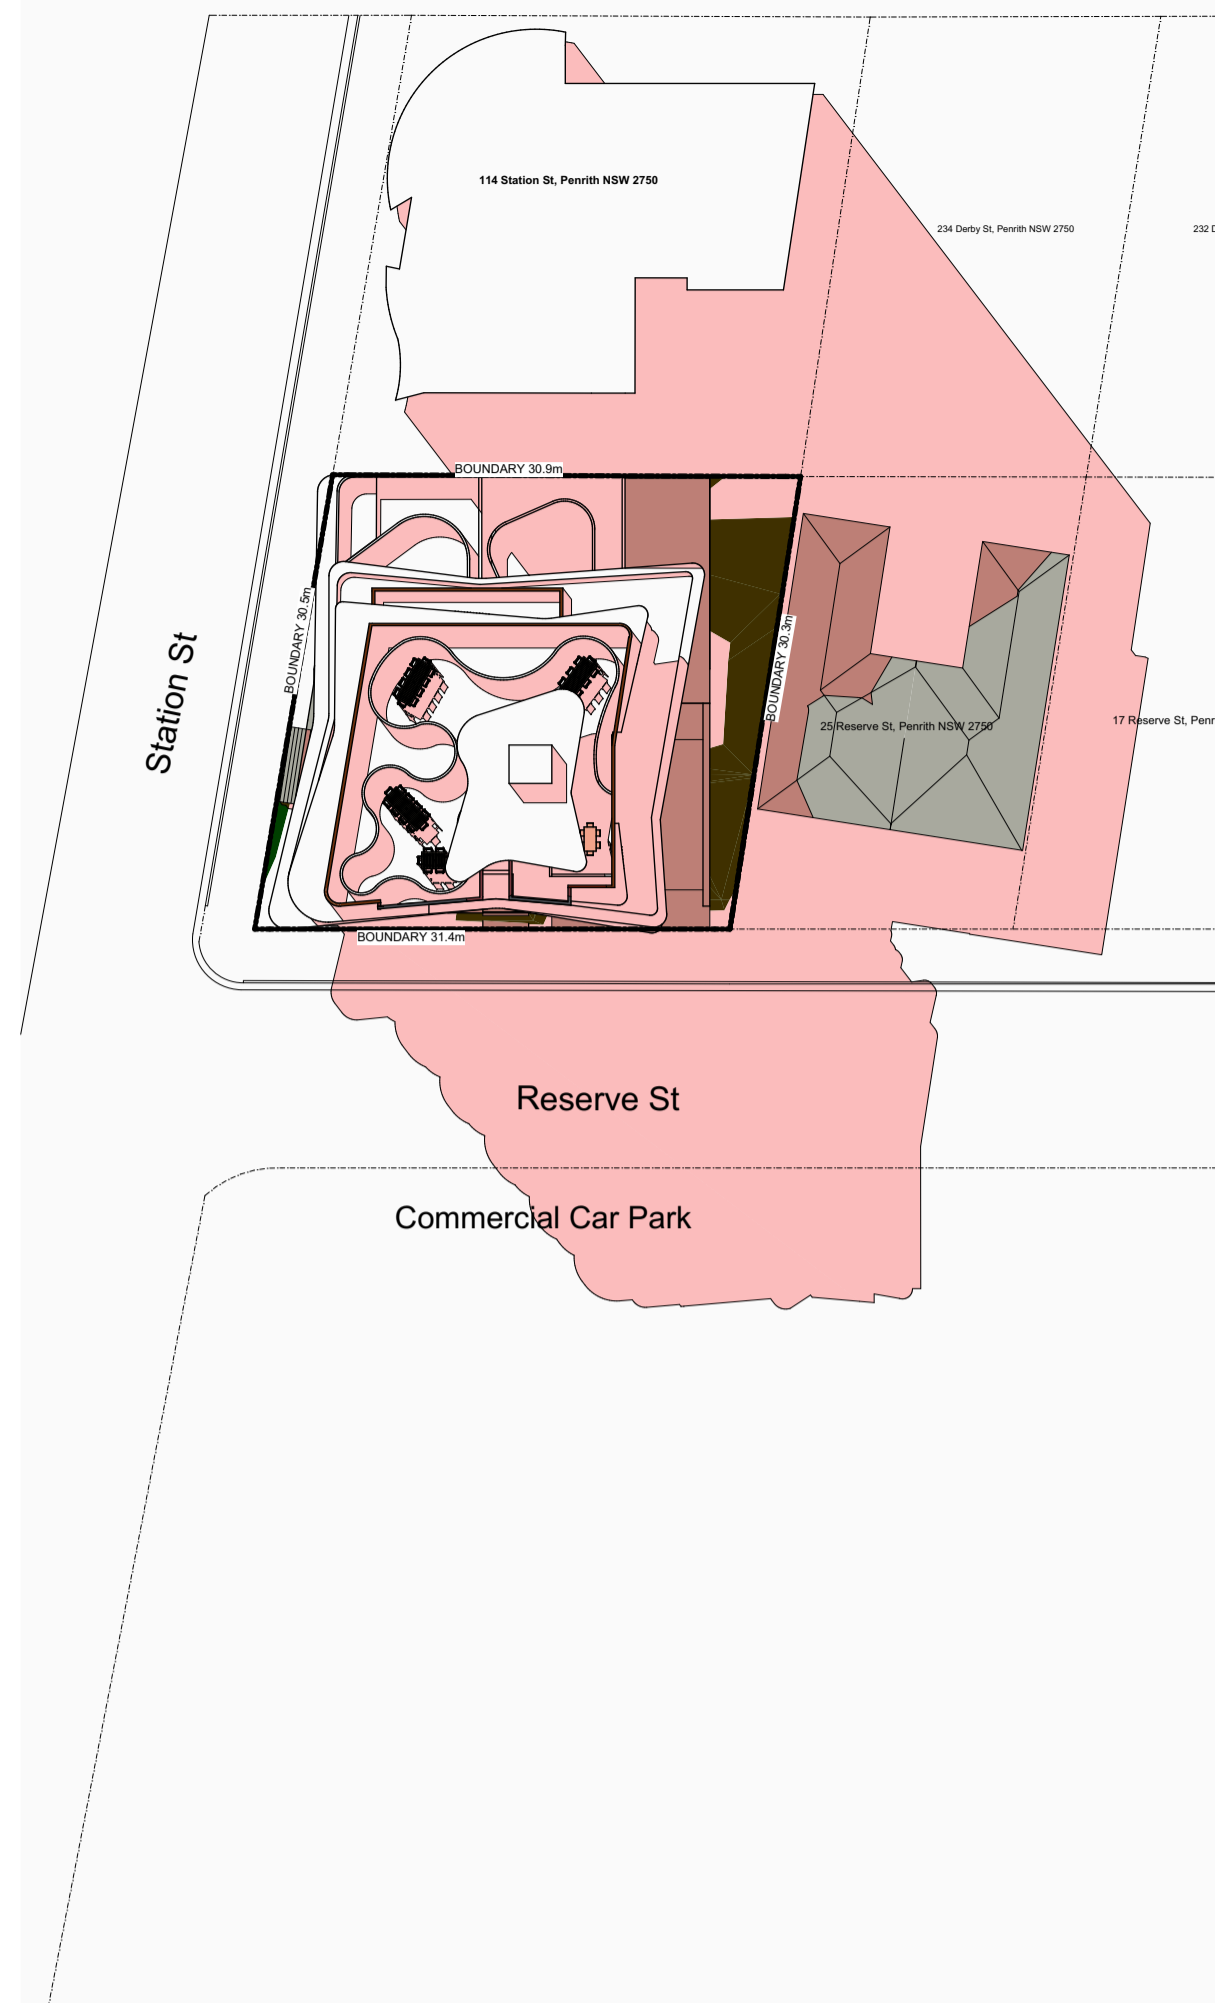 114 Station St, Penrith NSW 2750
234 Derby St, Penrith NSW 2750
232 D
BOUNDARY 30.9m
BOUNDARY 30.5m
Station St
BOUNDARY 30.3m
25 Reserve St, Penrith NSW 2750
17 Reserve St, Penr
BOUNDARY 31.4m
Reserve St
Commercial Car Park